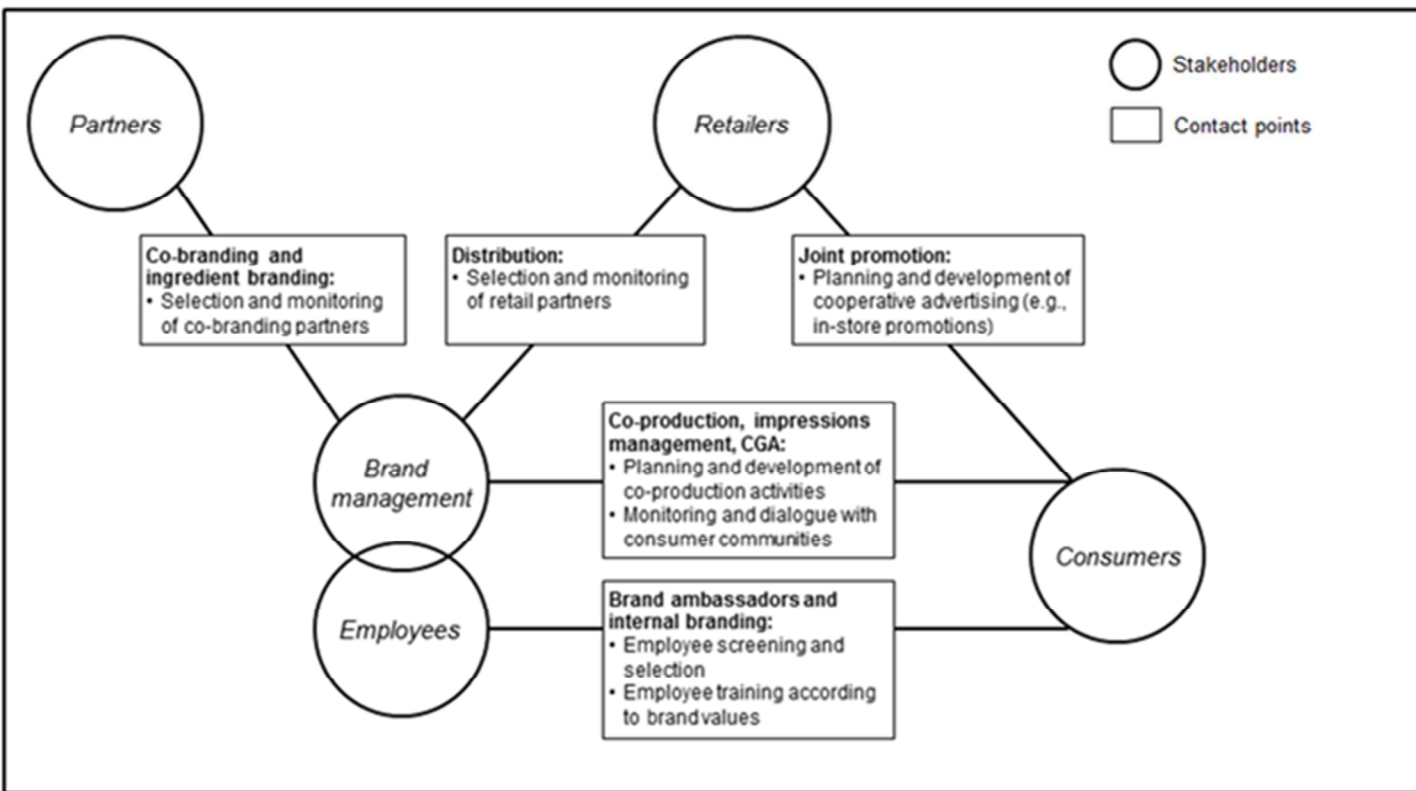 Partners
Retailers
Stakeholders
Contact points
Co-branding and
ingredient branding:
• Selection and monitoring
of co-branding partners
Distribution:
• Selection and monitoring
of retail partners
Joint promotion:
• Planning and development of
cooperative advertising (e.g.,
in-store promotions)
Brand
management
Co-production, impressions
management, CGA:
• Planning and development of
co-production activities
• Monitoring and dialogue with
consumer communities
Consumers
Employees
Brand ambassadors and
internal branding:
• Employee screening and
selection
• Employee training according
to brand values